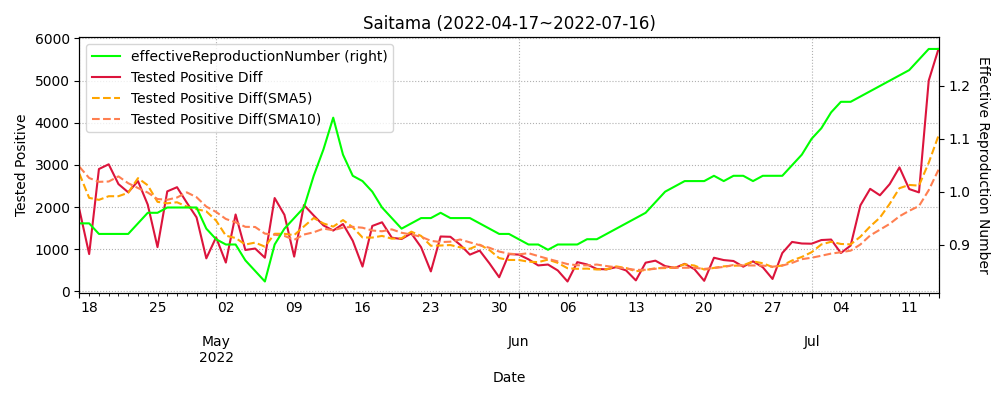 Saitama (2022-04-17~2022-07-16)
effectiveReproductionNumber (right)
Tested Positive Diff
Tested Positive Diff(SMA5)
Tested Positive Diff(SMA10)
Tested Positive
6000
5000
4000
3000
2000
1000
0
1.2
1.1
1.0
0.9
Effective Reproduction Number
18 25 02 09 16 23 30 06 13 20 27 04 11
May Jun Jul
2022
Date